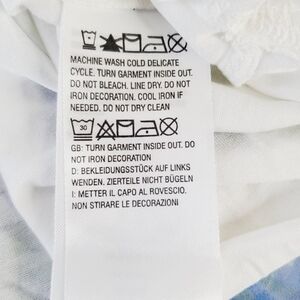 MACHINE WASH COLD DELICATE
CYCLE. TURN GARMENT INSIDE OUT.
DO NOT BLEACH. LINE DRY. DO NOT
IRON DECORATION. COOL IRON IF
NEEDED. DO NOT DRY CLEAN
30
GB: TURN GARMENT INSIDE OUT. DO
NOT IRON DECORATION
D: BEKLEIDUNGSSTÜCK AUF LINKS
WENDEN. ZIERTEILE NICHT BÜGELN
I: METTER IL CAPO AL ROVESCIO.
NON STIRARE LE DECORAZIONI